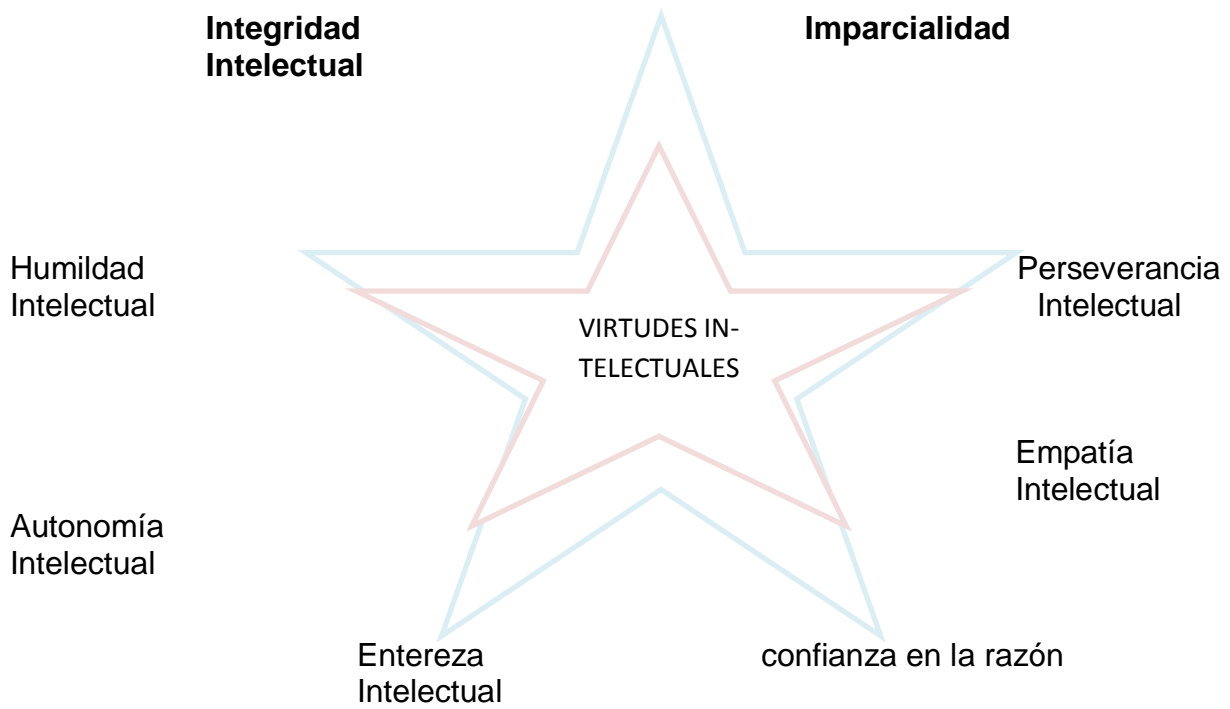 Integridad
Intelectual
Imparcialidad
Humildad
Intelectual
Perseverancia
Intelectual
VIRTUDES IN-
TELECTUALES
Empatía
Intelectual
Autonomía
Intelectual
Entereza
Intelectual
confianza en la razón